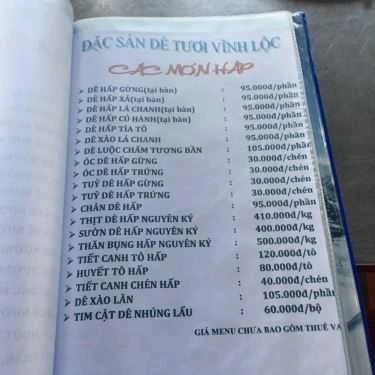 ĐẶC SẢN DÊ TƯƠI VĨNH LỘC
CÁC MÓN HẤP
➢ DÊ HẤP GỪNG(tại bàn) : 95.000đ/phần
➢ DÊ HẤP XẢ(tại bàn) : 95.000đ/phần
➢ DÊ HẤP LÁ CHANH(tại bàn) : 95.000đ/phần
➢ DÊ HẤP CỦ HÀNH(tại bàn) : 95.000đ/phần
➢ DÊ HẤP TÍA TÔ : 95.000đ/phần
➢ DÊ XÀO LÁ CHANH : 95.000đ/phần
➢ DÊ LUỘC CHẤM TƯƠNG BẦN : 105.000đ/phần
➢ ÓC DÊ HẤP GỪNG : 30.000đ/chén
➢ ÓC DÊ HẤP TRỨNG : 30.000đ/chén
➢ TUỶ DÊ HẤP GỪNG : 30.000đ/chén
➢ TUỶ DÊ HẤP TRỨNG : 30.000đ/chén
➢ CHÂN DÊ HẤP : 95.000đ/phần
➢ THỊT DÊ HẤP NGUYÊN KÝ : 410.000đ/kg
➢ SƯỜN DÊ HẤP NGUYÊN KÝ : 400.000đ/kg
➢ THĂN BỤNG HẤP NGUYÊN KÝ : 500.000đ/kg
➢ TIẾT CANH TÔ HẤP : 120.000đ/tô
➢ HUYẾT TÔ HẤP : 80.000đ/tô
➢ TIẾT CANH CHÉN HẤP : 40.000đ/chén
➢ DÊ XÀO LĂN : 105.000đ/phần
➢ TIM CẬT DÊ NHÚNG LẨU : 60.000đ/bộ
GIÁ MENU CHƯA BAO GỒM THUẾ VA